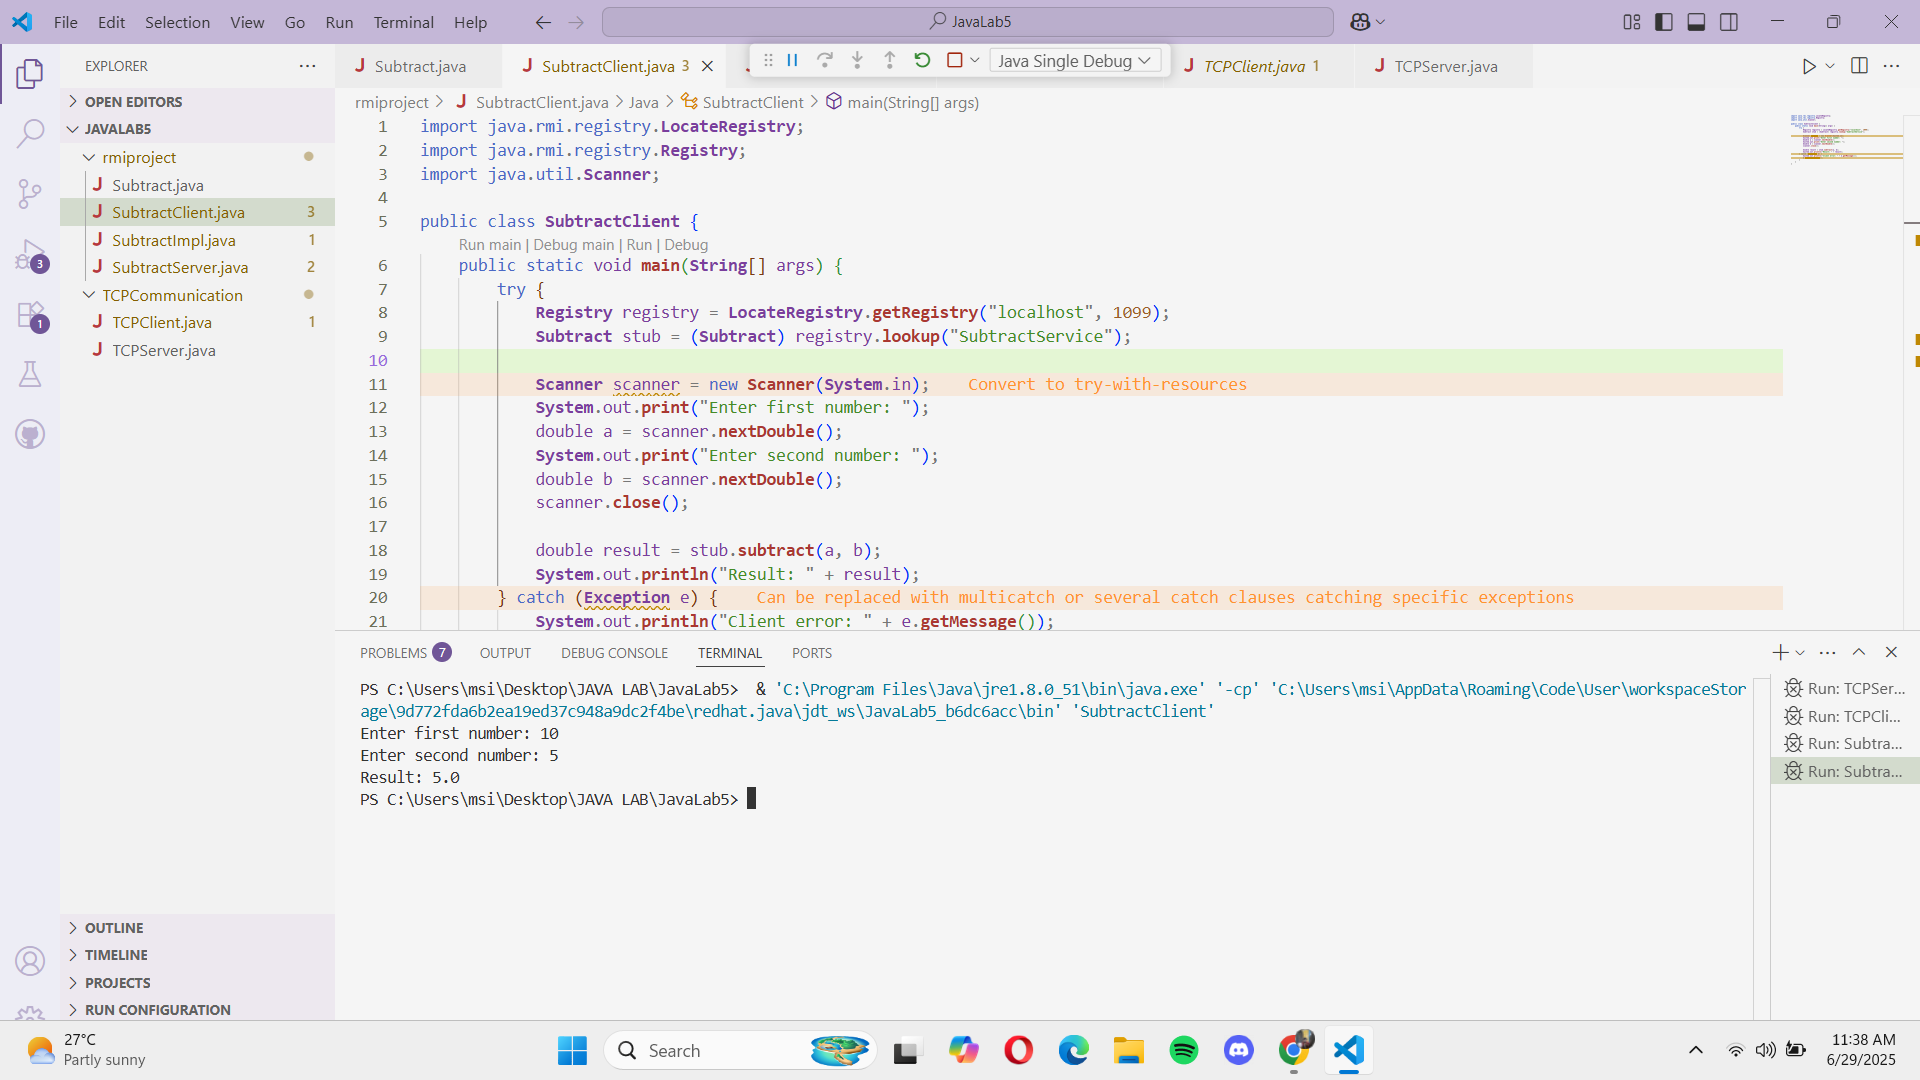 File Edit Selection View Go Run Terminal Help
JavaLab5
EXPLORER
OPEN EDITORS
JAVALAB5
rmiproject
Subtract.java
SubtractClient.java 3
SubtractImpl.java 1
SubtractServer.java 2
TCPCommunication
TCPClient.java 1
TCPServer.java
OUTLINE
TIMELINE
PROJECTS
RUN CONFIGURATION
3
1
Subtract.java
SubtractClient.java 3
Java Single Debug
TCPClient.java 1
TCPServer.java
rmiproject > SubtractClient.java > Java > SubtractClient > main(String[] args)
1 import java.rmi.registry.LocateRegistry;
2 import java.rmi.registry.Registry;
3 import java.util.Scanner;
4
5 public class SubtractClient {
Run main | Debug main | Run | Debug
6 public static void main(String[] args) {
7 try {
8 Registry registry = LocateRegistry.getRegistry("localhost", 1099);
9 Subtract stub = (Subtract) registry.lookup("SubtractService");
10
11 Scanner scanner = new Scanner(System.in); Convert to try-with-resources
12 System.out.print("Enter first number: ");
13 double a = scanner.nextDouble();
14 System.out.print("Enter second number: ");
15 double b = scanner.nextDouble();
16 scanner.close();
17
18 double result = stub.subtract(a, b);
19 System.out.println("Result: " + result);
20 } catch (Exception e) { Can be replaced with multicatch or several catch clauses catching specific exceptions
21 System.out.println("Client error: " + e.getMessage());
PROBLEMS 7 OUTPUT DEBUG CONSOLE TERMINAL PORTS
PS C:\Users\msi\Desktop\JAVA LAB\JavaLab5> & 'C:\Program Files\Java\jre1.8.0_51\bin\java.exe' '-cp' 'C:\Users\msi\AppData\Roaming\Code\User\workspaceStor
age\9d772fda6b2ea19ed37c948a9dc2f4be\redhat.java\jdt_ws\JavaLab5_b6dc6acc\bin' 'SubtractClient'
Enter first number: 10
Enter second number: 5
Result: 5.0
PS C:\Users\msi\Desktop\JAVA LAB\JavaLab5>
Run: TCPSer...
Run: TCPCli...
Run: Subtra...
Run: Subtra...
27°C
Partly sunny
Search
11:38 AM
6/29/2025